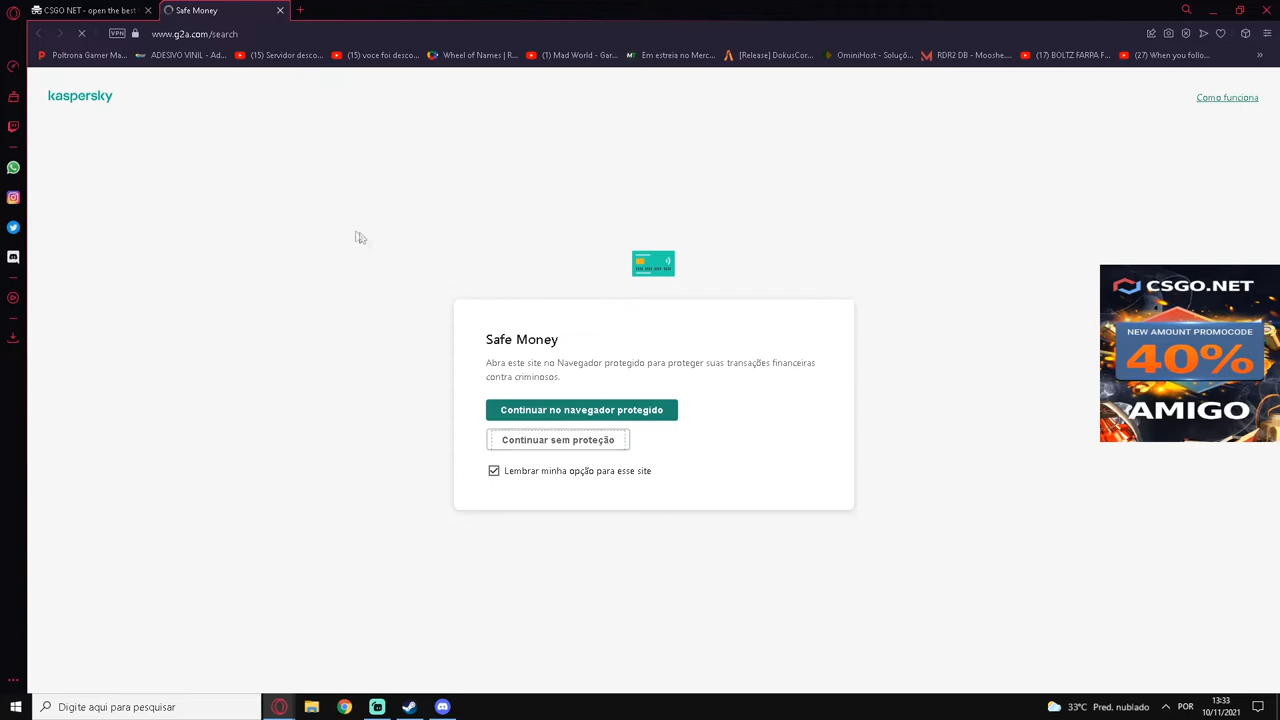 CSGO NET - open the best
Safe Money
VPN
www.g2a.com/search
Poltrona Gamer Ma...
ADESIVO VINIL - Ad...
(15) Servidor desco...
(15) voce foi desco...
Wheel of Names | R...
(1) Mad World - Gar...
Em estreia no Merc...
[Release] DokusCor...
OminiHost - Soluçõ...
RDR2 DB - Mooshe...
(17) BOLTZ FARPA F...
(27) When you follo...
kaspersky
Como funciona
Safe Money
Abra este site no Navegador protegido para proteger suas transações financeiras
contra criminosos.
Continuar no navegador protegido
Continuar sem proteção
Lembrar minha opção para esse site
CSGO.NET
NEW AMOUNT PROMOCODE
40%
AMIGO
Digite aqui para pesquisar
33°C Pred. nublado
POR
13:33
10/11/2021